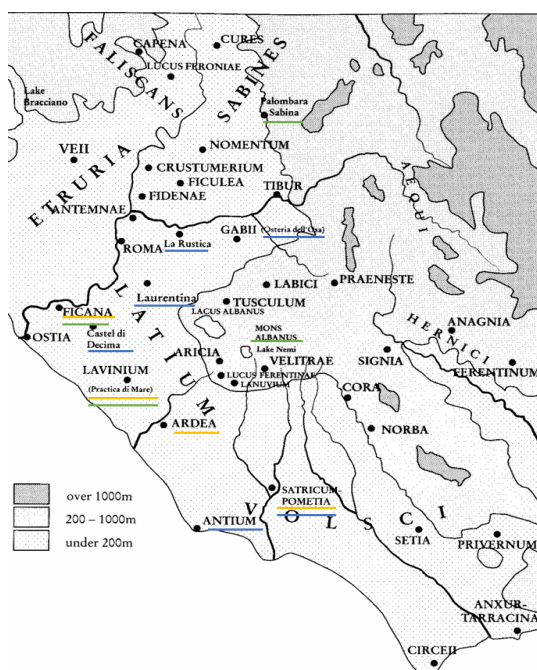 CURES
CAPENA
FALISCANS
LUCUS FERONIAE
SABINES
Lake
Bracciano
Palombara
Sabina
VEII
NOMENTUM
ETRURIA
CRUSTUMERIUM
FICULEA
AEQUI
FIDENAE
TIBUR
ANTEMNAE
GABII (Osteria dell'Osa)
ROMA
La Rustica
LATIUM
LABICI
PRAENESTE
Laurentina
TUSCULUM
LACUS ALBANUS
FICANA
HERNICI
ANAGNIA
Castel di
Decima
OSTIA
MONS
ALBANUS
Lake Nemi
ARICIA
VELITRAE
SIGNIA
LAVINIUM
LUCUS FERENTINAE
FERENTINUM
(Practica di Mare)
LANUVIUM
CORA
ARDEA
NORBA
over 1000m
SATRICUM-
POMETIA
200 – 1000m
VOLSCI
ANTIUM
SETIA
under 200m
PRIVERNUM
ANXUR-
TARRACINA
CIRCEII